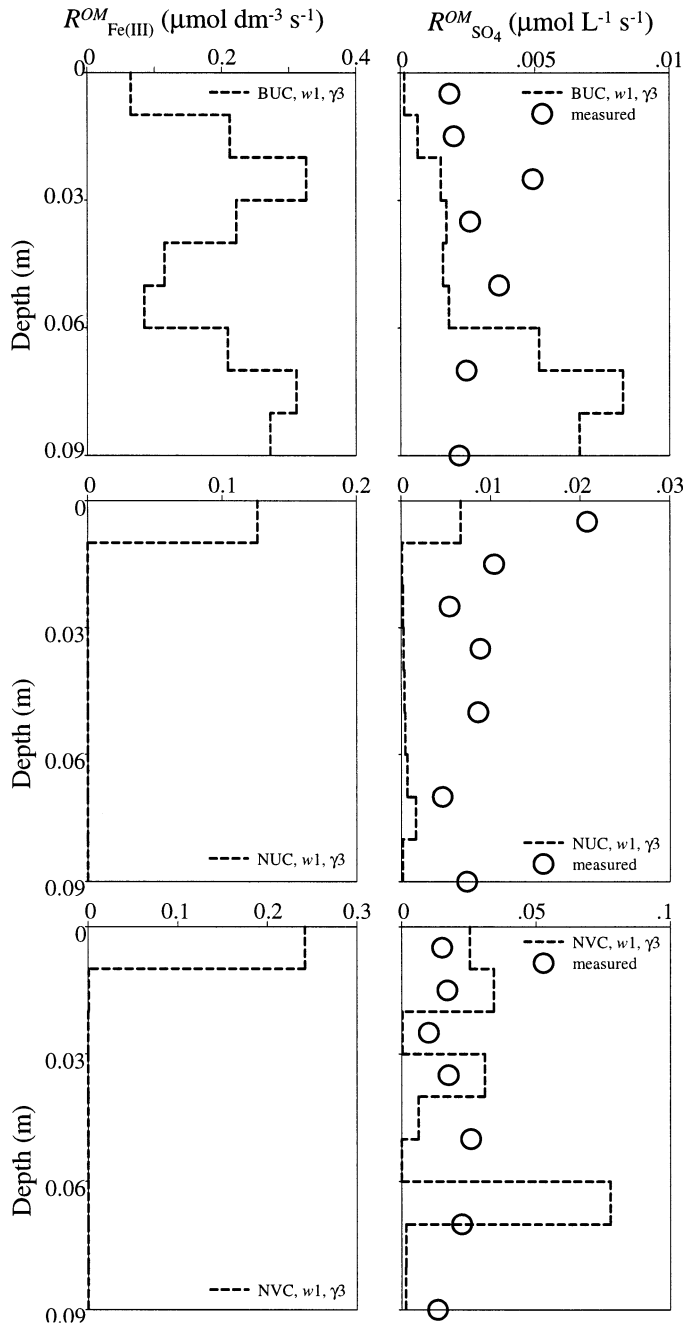 R^OM_Fe(III) (μmol dm⁻³ s⁻¹)
R^OM_SO₄ (μmol L⁻¹ s⁻¹)
0 0.2 0.4
0 .005 .01
0
BUC, w1, γ3
BUC, w1, γ3
measured
0.03
Depth (m)
0.06
0.09
0 0.1 0.2
0 .01 .02 .03
0
0.03
Depth (m)
0.06
NUC, w1, γ3
NUC, w1, γ3
measured
0.09
0 0.1 0.2 0.3
0 .05 .1
0
NVC, w1, γ3
measured
0.03
Depth (m)
0.06
NVC, w1, γ3
0.09